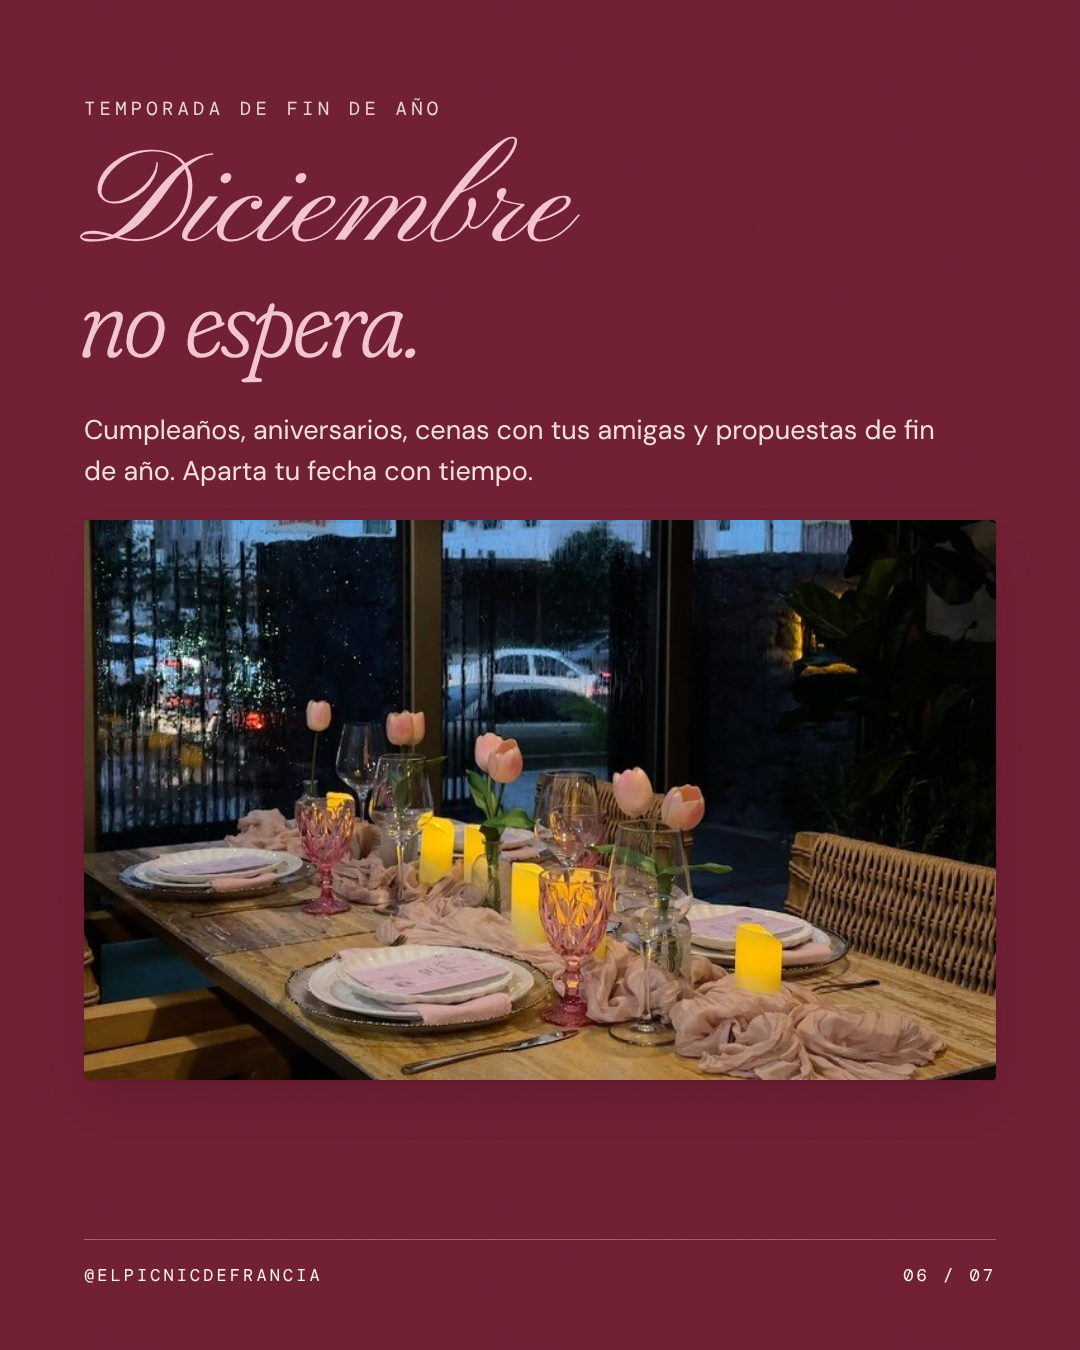 TEMPORADA DE FIN DE AÑO
Diciembre
no espera.
Cumpleaños, aniversarios, cenas con tus amigas y propuestas de fin
de año. Aparta tu fecha con tiempo.
@ELPICNICDEFRANCIA
06 / 07